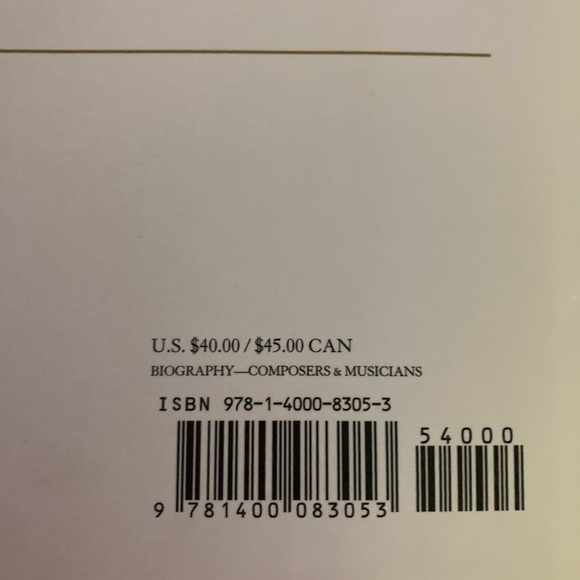 U.S. $40.00 / $45.00 CAN
BIOGRAPHY—COMPOSERS & MUSICIANS
ISBN 978-1-4000-8305-3
54000
9 781400 083053